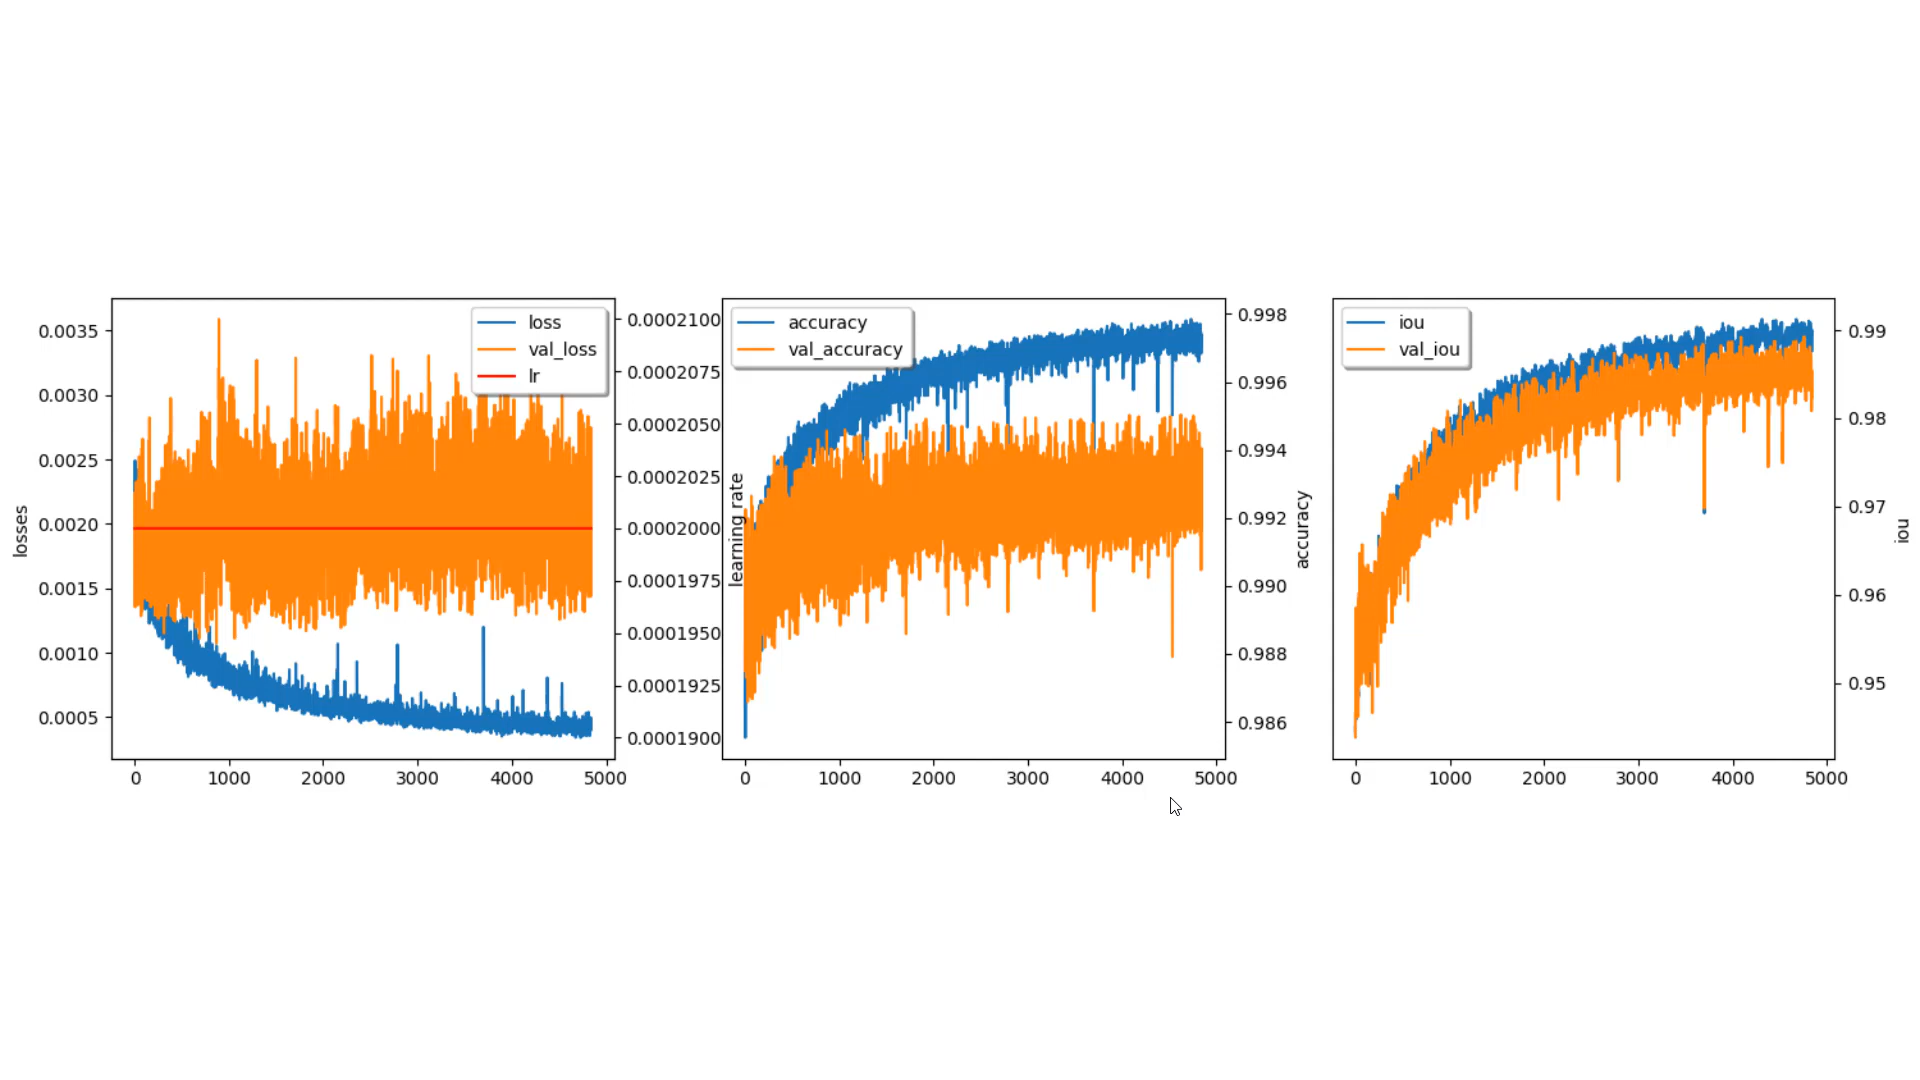 losses
0.0035
0.0030
0.0025
0.0020
0.0015
0.0010
0.0005
0 1000 2000 3000 4000 5000
loss
val_loss
lr
0.0002100
0.0002075
0.0002050
0.0002025
0.0002000
0.0001975
0.0001950
0.0001925
0.0001900
learning rate
accuracy
val_accuracy
0 1000 2000 3000 4000 5000
0.998
0.996
0.994
0.992
0.990
0.988
0.986
accuracy
iou
val_iou
0 1000 2000 3000 4000 5000
0.99
0.98
0.97
0.96
0.95
iou